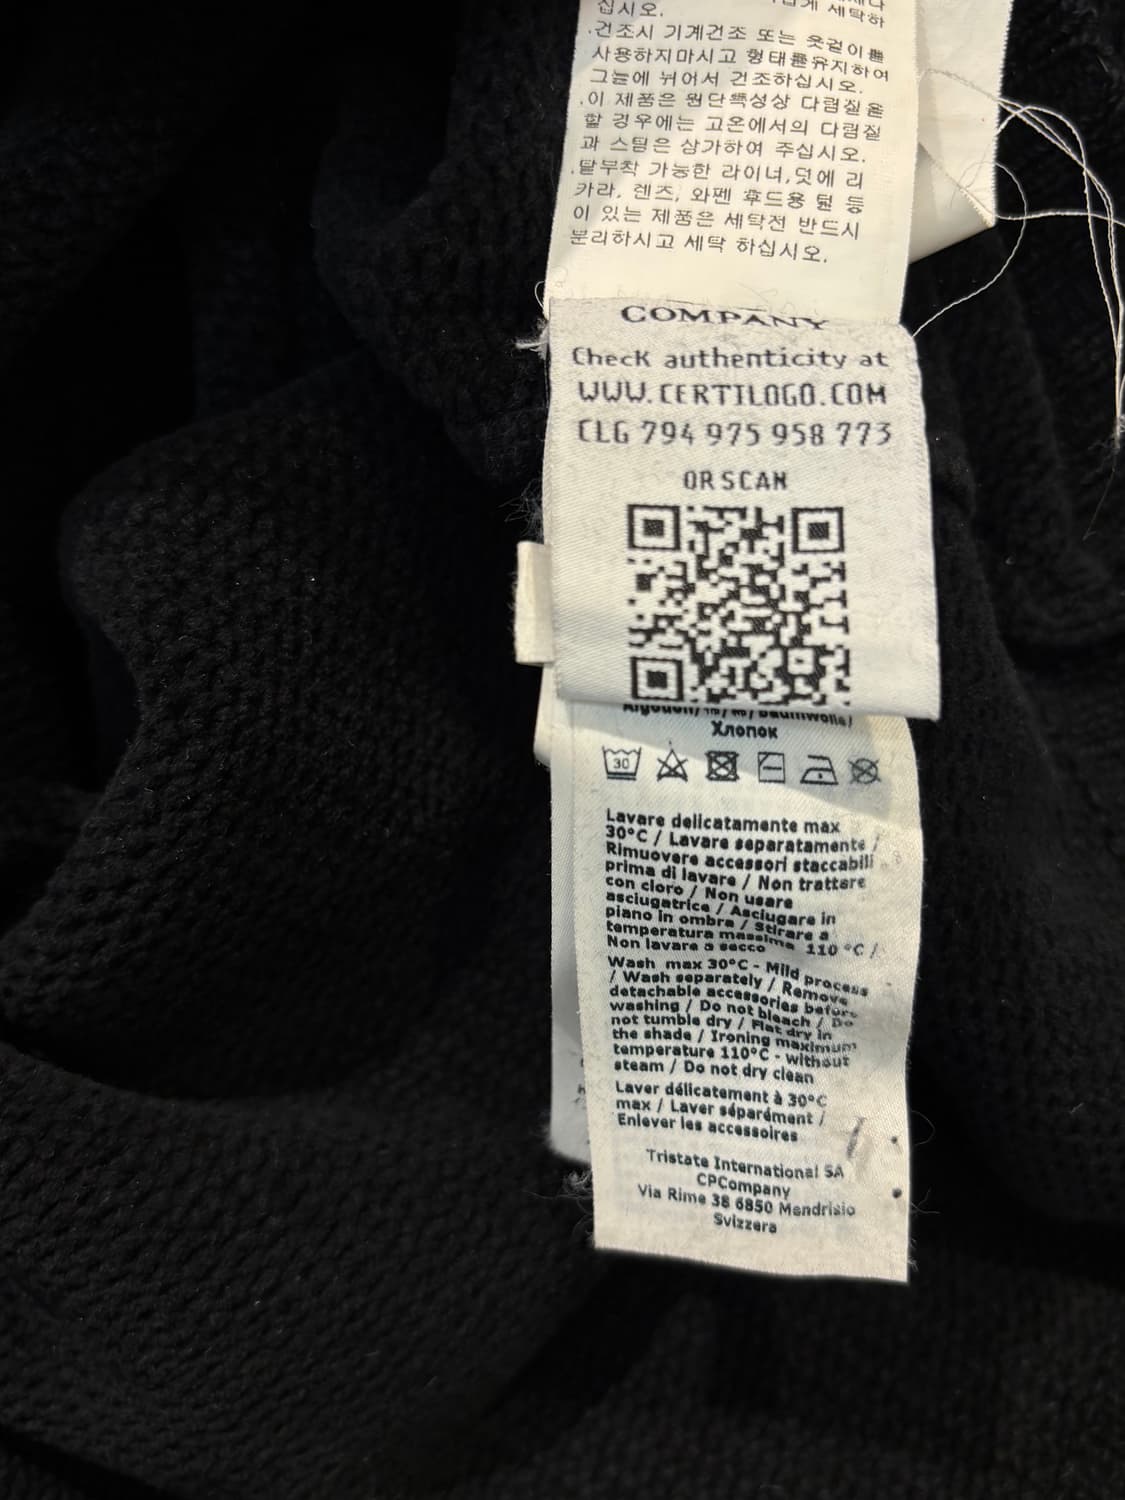 십시오.
.건조시 기계건조 또는 옷걸이를
사용하지마시고 형태를유지하여
그늘에 뉘어서 건조하십시오.
.이 제품은 원단특성상 다림질을
할 경우에는 고온에서의 다림질
과 스팀은 삼가하여 주십시오.
.탈부착 가능한 라이너,덧에 리
카라, 렌즈, 와펜 후드용 털 등
이 있는 제품은 세탁전 반드시
분리하시고 세탁 하십시오.
COMPANY
Check authenticity at
WWW.CERTILOGO.COM
CLG 794 975 958 773
OR SCAN
Хлопок
30
Lavare delicatamente max
30°C / Lavare separatamente /
Rimuovere accessori staccabili
prima di lavare / Non trattare
con cloro / Non usare
asciugatrice / Asciugare in
piano in ombra / Stirare a
temperatura massima 110 °C /
Non lavare a secco
Wash max 30°C - Mild process
/ Wash separately / Remove
detachable accessories before
washing / Do not bleach / Do
not tumble dry / Flat dry in
the shade / Ironing maximum
temperature 110°C - without
steam / Do not dry clean
Laver délicatement à 30°C
max / Laver séparément /
Enlever les accessoires
Tristate International SA
CPCompany
Via Rime 38 6850 Mendrisio
Svizzera